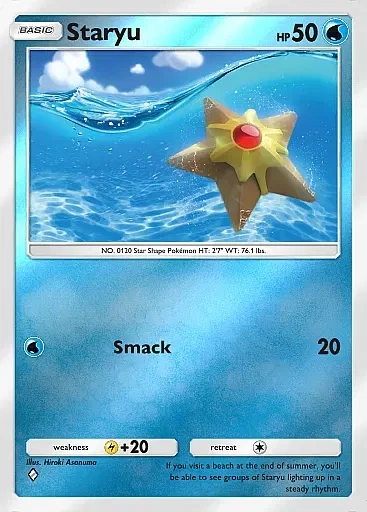 BASIC Staryu HP 50
NO. 0120 Star Shape Pokémon HT: 2'7" WT: 76.1 lbs.
Smack 20
weakness +20 retreat
Illus. Hiroki Asanuma
If you visit a beach at the end of summer, you'll
be able to see groups of Staryu lighting up in a
steady rhythm.